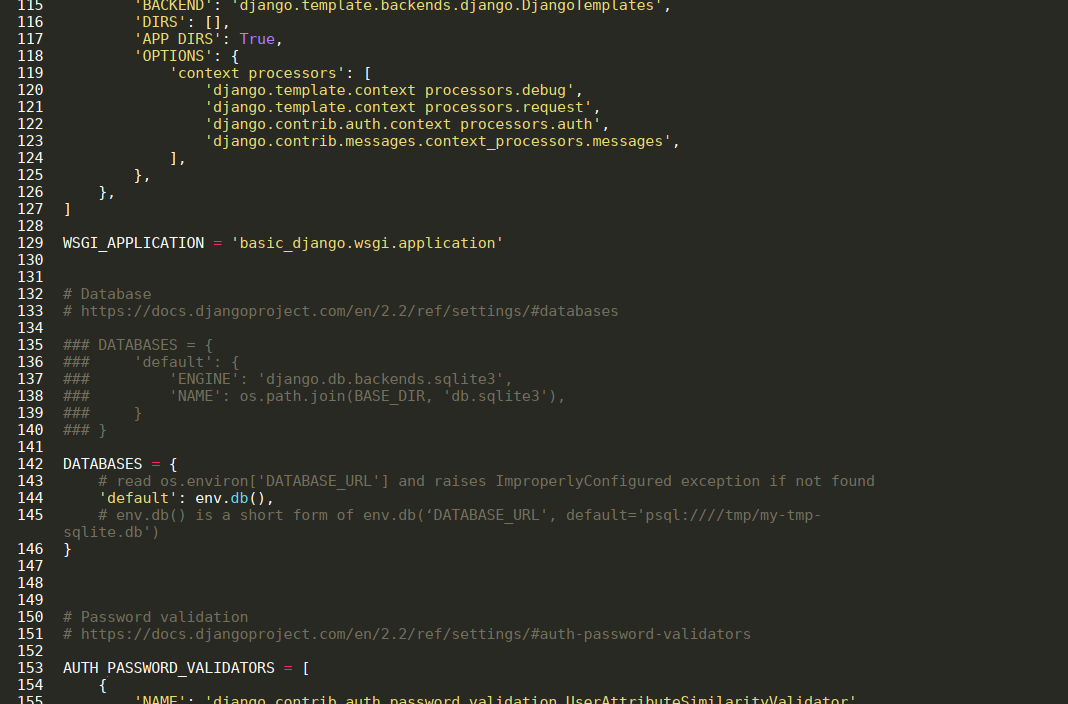 115 'BACKEND': 'django.template.backends.django.DjangoTemplates',
116 'DIRS': [],
117 'APP DIRS': True,
118 'OPTIONS': {
119 'context processors': [
120 'django.template.context processors.debug',
121 'django.template.context processors.request',
122 'django.contrib.auth.context processors.auth',
123 'django.contrib.messages.context_processors.messages',
124 ],
125 },
126 },
127 ]
128
129 WSGI_APPLICATION = 'basic_django.wsgi.application'
130
131
132 # Database
133 # https://docs.djangoproject.com/en/2.2/ref/settings/#databases
134
135 ### DATABASES = {
136 ### 'default': {
137 ### 'ENGINE': 'django.db.backends.sqlite3',
138 ### 'NAME': os.path.join(BASE_DIR, 'db.sqlite3'),
139 ### }
140 ### }
141
142 DATABASES = {
143 # read os.environ['DATABASE_URL'] and raises ImproperlyConfigured exception if not found
144 'default': env.db(),
145 # env.db() is a short form of env.db(‘DATABASE_URL', default='psql:////tmp/my-tmp-
sqlite.db')
146 }
147
148
149
150 # Password validation
151 # https://docs.djangoproject.com/en/2.2/ref/settings/#auth-password-validators
152
153 AUTH PASSWORD_VALIDATORS = [
154 {
155 'NAME': 'django.contrib.auth.password_validation.UserAttributeSimilarityValidator',